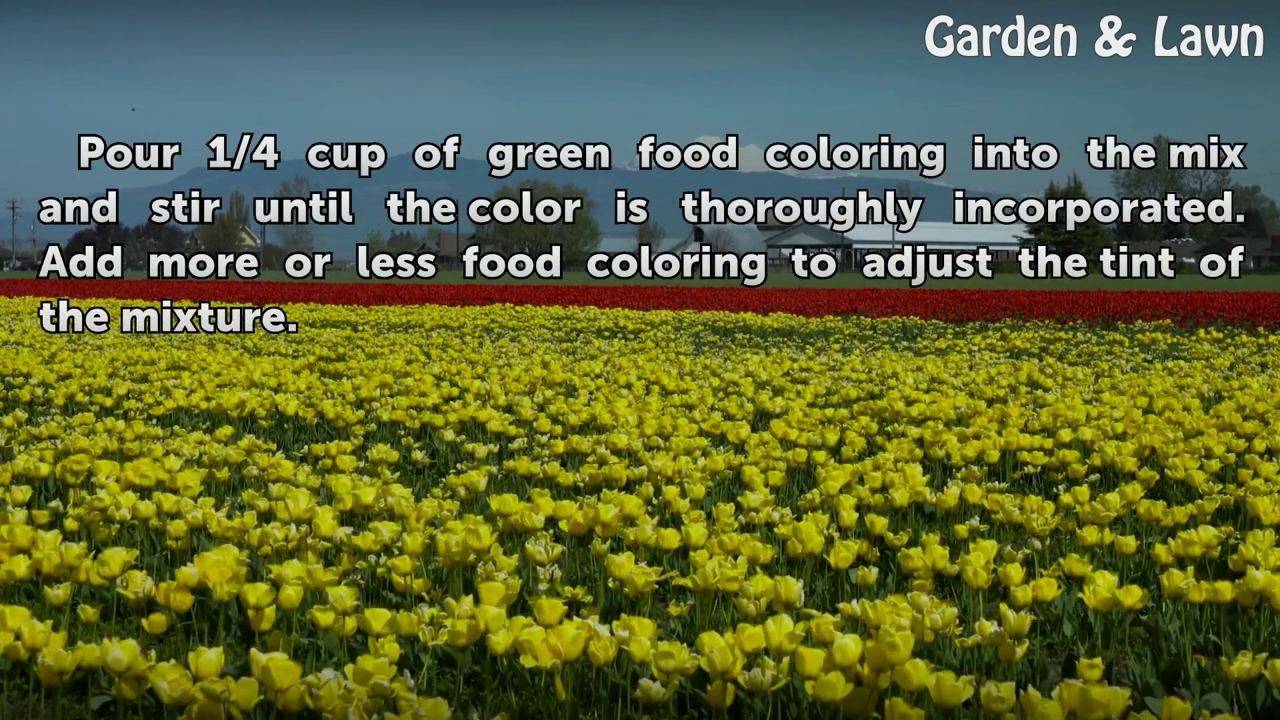 Garden & Lawn
Pour 1/4 cup of green food coloring into the mix
and stir until the color is thoroughly incorporated.
Add more or less food coloring to adjust the tint of
the mixture.